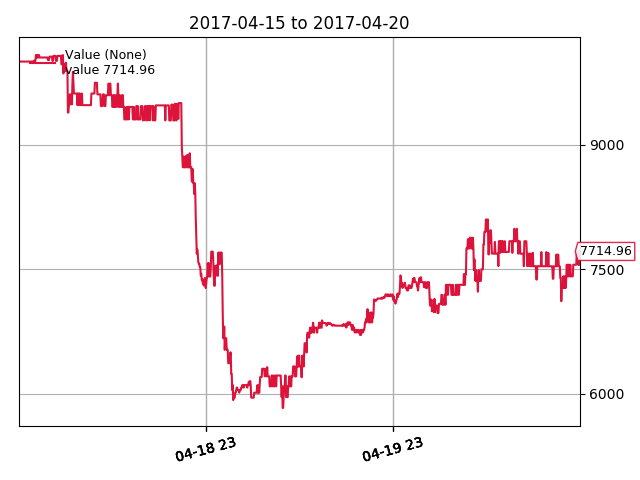 2017-04-15 to 2017-04-20
Value (None)
value 7714.96
9000
7714.96
7500
6000
04-18 23
04-19 23